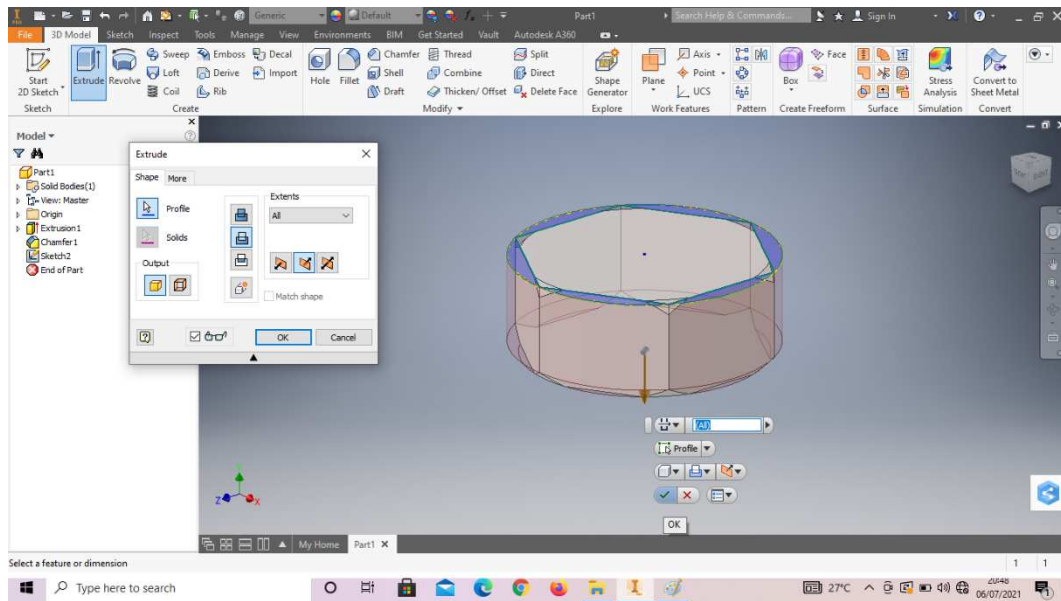 PRO
Generic
Default
Part1
Search Help & Commands...
Sign In
File 3D Model Sketch Inspect Tools Manage View Environments BIM Get Started Vault Autodesk A360
Start
2D Sketch
Extrude
Revolve
Sweep
Loft
Coil
Emboss
Derive
Rib
Decal
Import
Hole
Fillet
Chamfer
Shell
Draft
Thread
Combine
Thicken/ Offset
Split
Direct
Delete Face
Shape
Generator
Plane
Axis
Point
UCS
Box
Face
Stress
Analysis
Convert to
Sheet Metal
Sketch Create Modify Explore Work Features Pattern Create Freeform Surface Simulation Convert
Model
Part1
Solid Bodies(1)
View: Master
Origin
Extrusion1
Chamfer1
Sketch2
End of Part
Extrude
Shape More
Profile
Solids
Output
Extents
All
Match shape
OK Cancel
(All)
Profile
OK
Z X
My Home Part1
Select a feature or dimension
1 1
Type here to search
27°C
20:48
06/07/2021